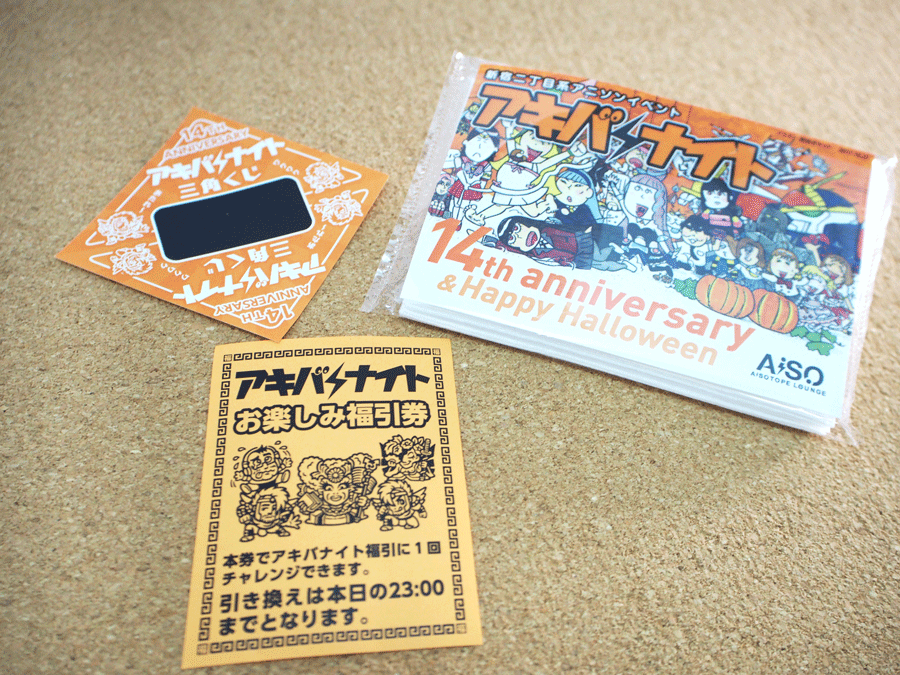 14TH
ANNIVERSARY
アキバナイト
三角くじ
三角くじ
アキバナイト
14TH
ANNIVERSARY
新宿二丁目系アニソンイベント
アキバナイト
14th anniversary
& Happy Halloween
AiSO
AISOTOPE LOUNGE
アキバナイト
お楽しみ福引券
本券でアキバナイト福引に1回
チャレンジできます。
引き換えは本日の23:00
までとなります。